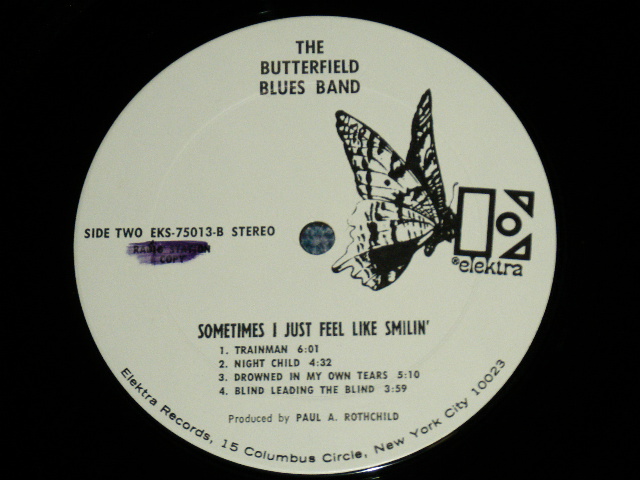 THE
BUTTERFIELD
BLUES BAND
SIDE TWO EKS-75013-B STEREO
RADIO STATION
COPY
®elektra
SOMETIMES I JUST FEEL LIKE SMILIN'
1. TRAINMAN 6:01
2. NIGHT CHILD 4:32
3. DROWNED IN MY OWN TEARS 5:10
4. BLIND LEADING THE BLIND 3:59
Produced by PAUL A. ROTHCHILD
Elektra Records, 15 Columbus Circle, New York City 10023